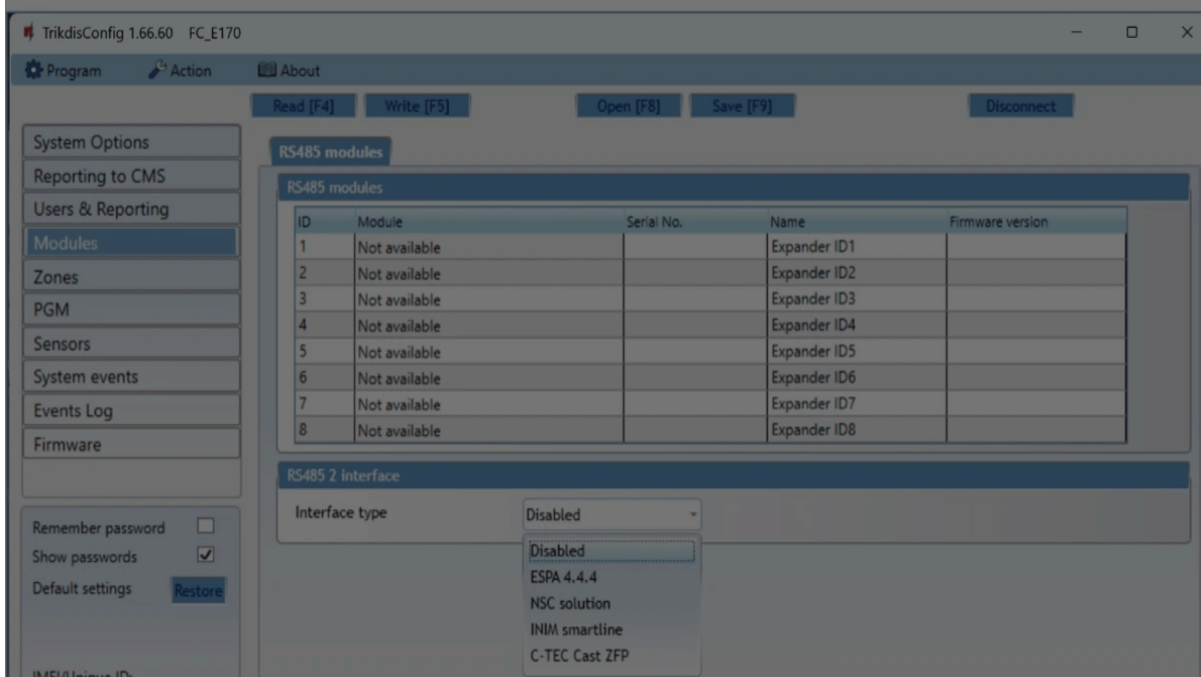 TrikdisConfig 1.66.60 FC_E170
Program Action About
Read [F4] Write [F5] Open [F8] Save [F9] Disconnect
System Options
Reporting to CMS
Users & Reporting
Modules
Zones
PGM
Sensors
System events
Events Log
Firmware
Remember password
Show passwords
Default settings Restore
IMEI/Unique ID:
RS485 modules
RS485 modules
ID Module Serial No. Name Firmware version
1 Not available Expander ID1
2 Not available Expander ID2
3 Not available Expander ID3
4 Not available Expander ID4
5 Not available Expander ID5
6 Not available Expander ID6
7 Not available Expander ID7
8 Not available Expander ID8
RS485 2 interface
Interface type Disabled
Disabled
ESPA 4.4.4
NSC solution
INIM smartline
C-TEC Cast ZFP